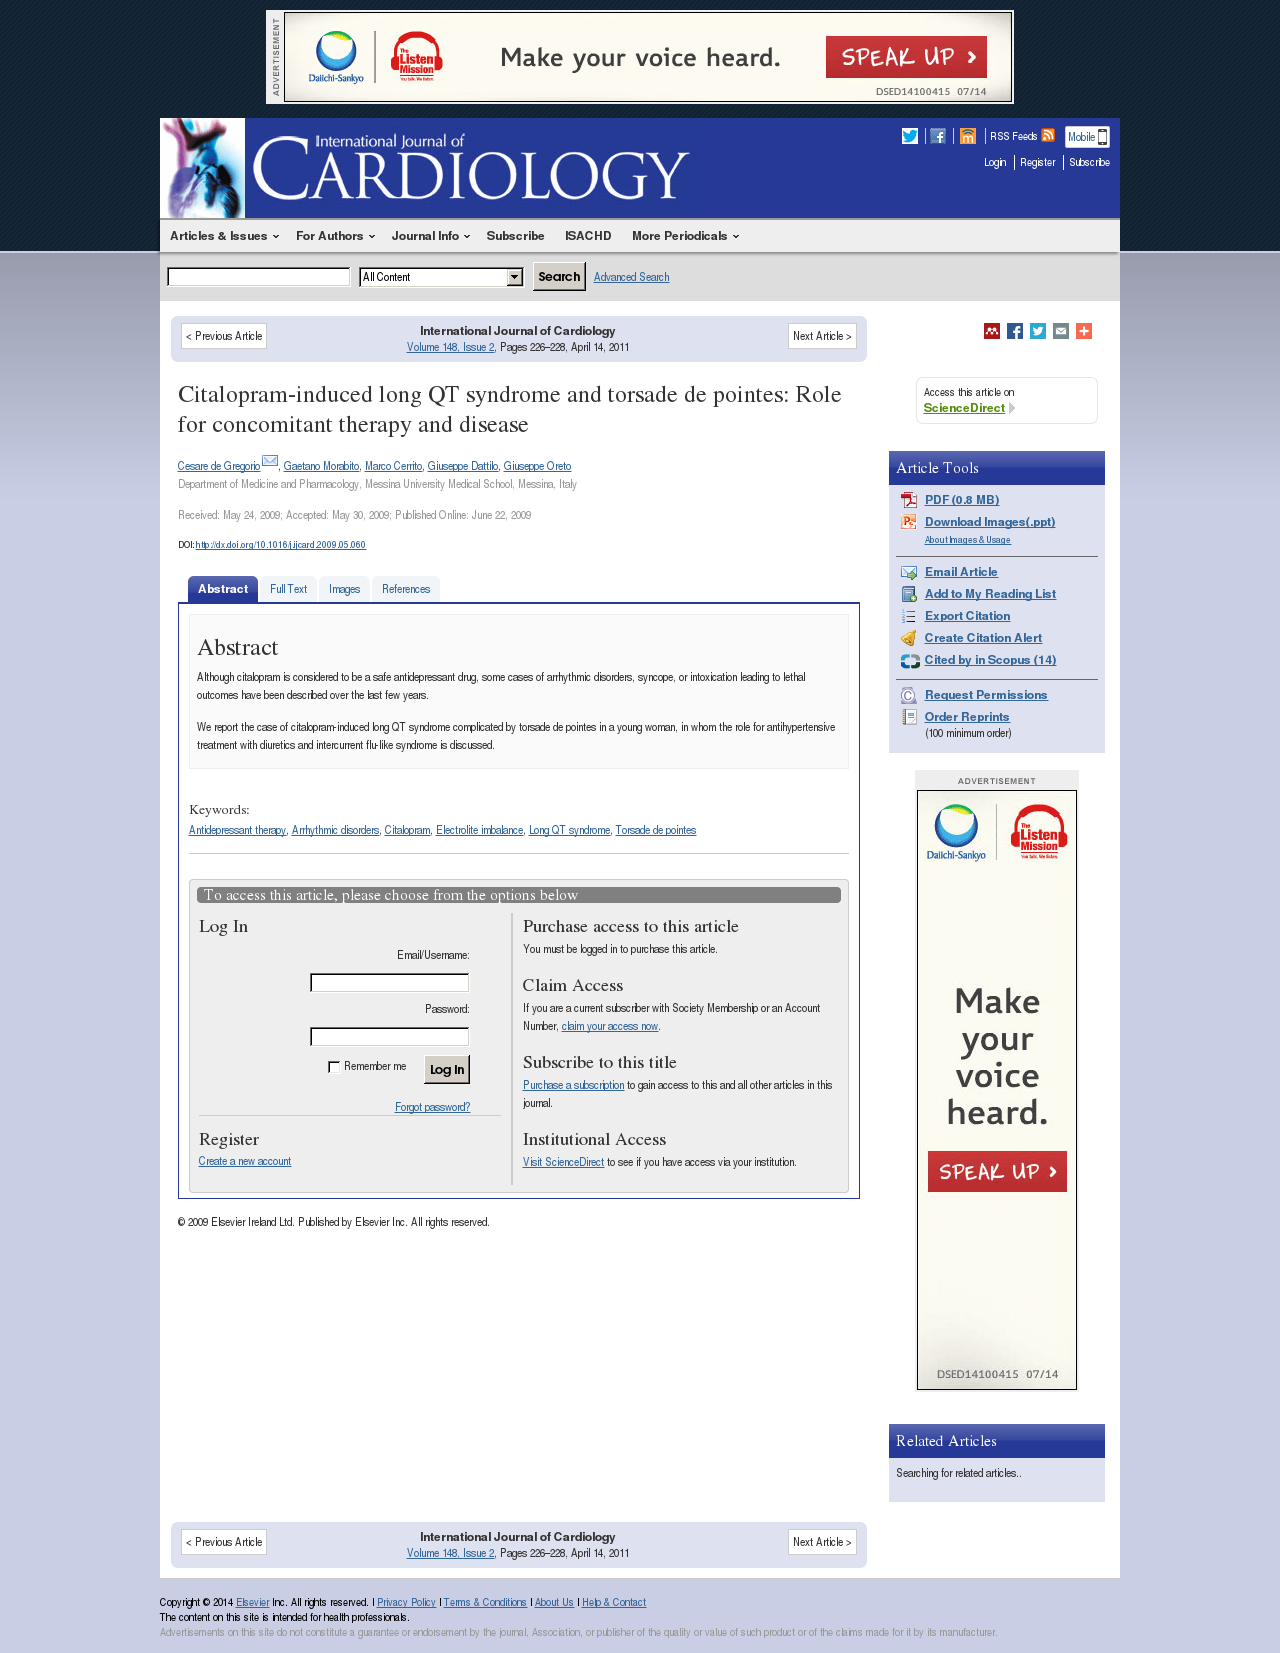 ADVERTISEMENT
Daiichi-Sankyo
The Listen Mission
You talk. We listen.
Make your voice heard.
SPEAK UP >
DSED14100415 07/14
International Journal of
CARDIOLOGY
RSS Feeds
Mobile
Login | Register | Subscribe
Articles & Issues For Authors Journal Info Subscribe ISACHD More Periodicals
All Content Search Advanced Search
< Previous Article
International Journal of Cardiology
Volume 148, Issue 2, Pages 226–228, April 14, 2011
Next Article >
Citalopram-induced long QT syndrome and torsade de pointes: Role
for concomitant therapy and disease
Cesare de Gregorio, Gaetano Morabito, Marco Cerrito, Giuseppe Dattilo, Giuseppe Oreto
Department of Medicine and Pharmacology, Messina University Medical School, Messina, Italy
Received: May 24, 2009; Accepted: May 30, 2009; Published Online: June 22, 2009
DOI: http://dx.doi.org/10.1016/j.ijcard.2009.05.060
Abstract Full Text Images References
Abstract
Although citalopram is considered to be a safe antidepressant drug, some cases of arrhythmic disorders, syncope, or intoxication leading to lethal
outcomes have been described over the last few years.
We report the case of citalopram-induced long QT syndrome complicated by torsade de pointes in a young woman, in whom the role for antihypertensive
treatment with diuretics and intercurrent flu-like syndrome is discussed.
Keywords:
Antidepressant therapy, Arrhythmic disorders, Citalopram, Electrolite imbalance, Long QT syndrome, Torsade de pointes
To access this article, please choose from the options below
Log In
Email/Username:
Password:
Remember me Log In
Forgot password?
Register
Create a new account
Purchase access to this article
You must be logged in to purchase this article.
Claim Access
If you are a current subscriber with Society Membership or an Account
Number, claim your access now.
Subscribe to this title
Purchase a subscription to gain access to this and all other articles in this
journal.
Institutional Access
Visit ScienceDirect to see if you have access via your institution.
© 2009 Elsevier Ireland Ltd. Published by Elsevier Inc. All rights reserved.
Access this article on
ScienceDirect
Article Tools
PDF (0.8 MB)
Download Images(.ppt)
About Images & Usage
Email Article
Add to My Reading List
Export Citation
Create Citation Alert
Cited by in Scopus (14)
Request Permissions
Order Reprints
(100 minimum order)
ADVERTISEMENT
Daiichi-Sankyo
The Listen Mission
You talk. We listen.
Make
your
voice
heard.
SPEAK UP >
DSED14100415 07/14
Related Articles
Searching for related articles..
< Previous Article
International Journal of Cardiology
Volume 148, Issue 2, Pages 226–228, April 14, 2011
Next Article >
Copyright © 2014 Elsevier Inc. All rights reserved. | Privacy Policy | Terms & Conditions | About Us | Help & Contact
The content on this site is intended for health professionals.
Advertisements on this site do not constitute a guarantee or endorsement by the journal, Association, or publisher of the quality or value of such product or of the claims made for it by its manufacturer.